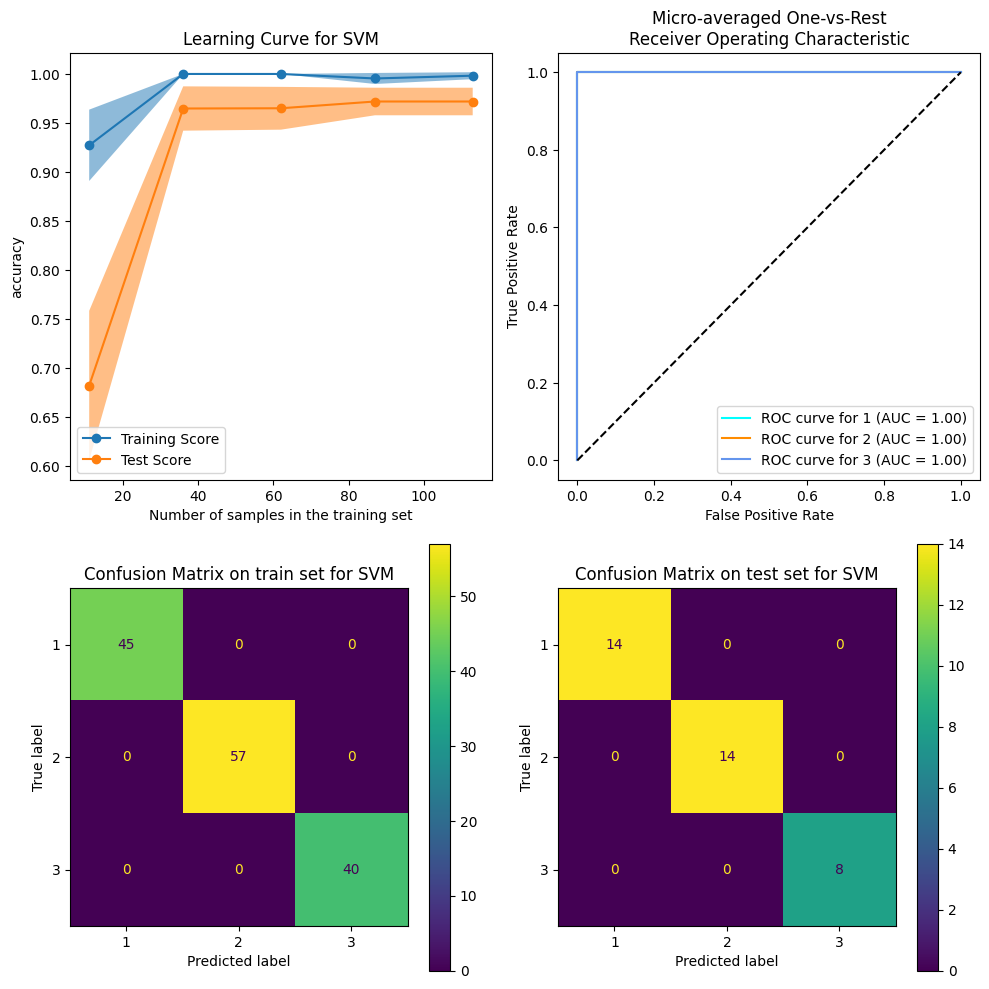 Learning Curve for SVM
1.00
0.95
0.90
0.85
0.80
0.75
0.70
0.65
0.60
accuracy
Training Score
Test Score
20 40 60 80 100
Number of samples in the training set
Micro-averaged One-vs-Rest
Receiver Operating Characteristic
1.0
0.8
0.6
0.4
0.2
0.0
True Positive Rate
ROC curve for 1 (AUC = 1.00)
ROC curve for 2 (AUC = 1.00)
ROC curve for 3 (AUC = 1.00)
0.0 0.2 0.4 0.6 0.8 1.0
False Positive Rate
Confusion Matrix on train set for SVM
True label
1 45 0 0
2 0 57 0
3 0 0 40
1 2 3
Predicted label
50
40
30
20
10
0
Confusion Matrix on test set for SVM
True label
1 14 0 0
2 0 14 0
3 0 0 8
1 2 3
Predicted label
14
12
10
8
6
4
2
0